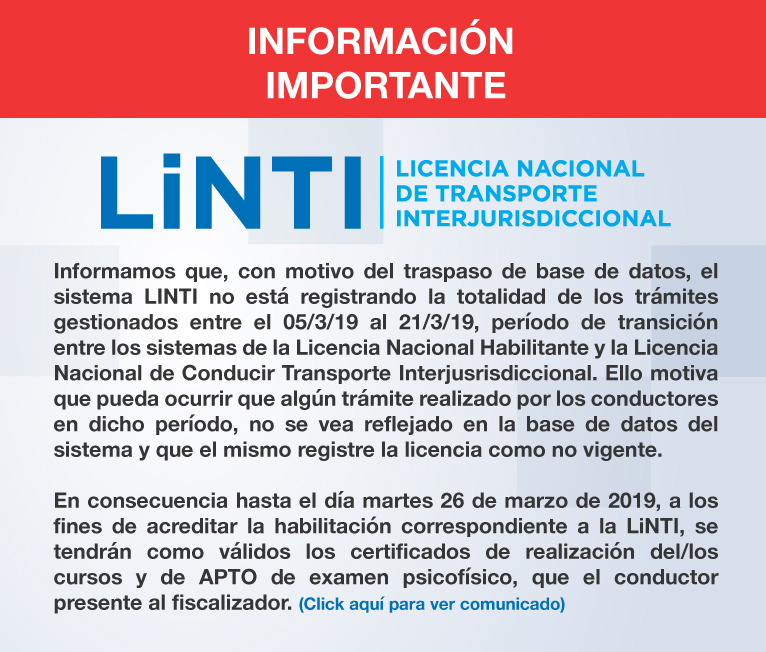 INFORMACIÓN
IMPORTANTE
LiNTI
LICENCIA NACIONAL
DE TRANSPORTE
INTERJURISDICCIONAL
Informamos que, con motivo del traspaso de base de datos, el
sistema LINTI no está registrando la totalidad de los trámites
gestionados entre el 05/3/19 al 21/3/19, período de transición
entre los sistemas de la Licencia Nacional Habilitante y la Licencia
Nacional de Conducir Transporte Interjusrisdiccional. Ello motiva
que pueda ocurrir que algún trámite realizado por los conductores
en dicho período, no se vea reflejado en la base de datos del
sistema y que el mismo registre la licencia como no vigente.
En consecuencia hasta el día martes 26 de marzo de 2019, a los
fines de acreditar la habilitación correspondiente a la LiNTI, se
tendrán como válidos los certificados de realización del/los
cursos y de APTO de examen psicofísico, que el conductor
presente al fiscalizador. (Click aquí para ver comunicado)